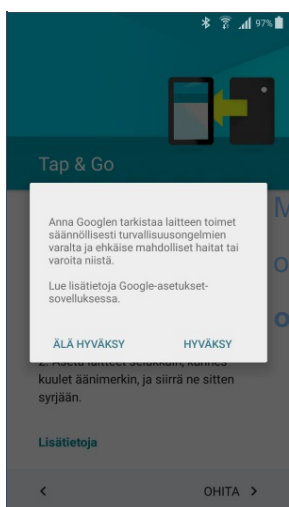 97%
Tap & Go
Anna Googlen tarkistaa laitteen toimet
säännöllisesti turvallisuusongelmien
varalta ja ehkäise mahdolliset haitat tai
varoita niistä.
Lue lisätietoja Google-asetukset-
sovelluksessa.
ÄLÄ HYVÄKSY HYVÄKSY
2. Aseta laitteet seläkkäin, kunnes
kuulet äänimerkin, ja siirrä ne sitten
syrjään.
Lisätietoja
OHITA